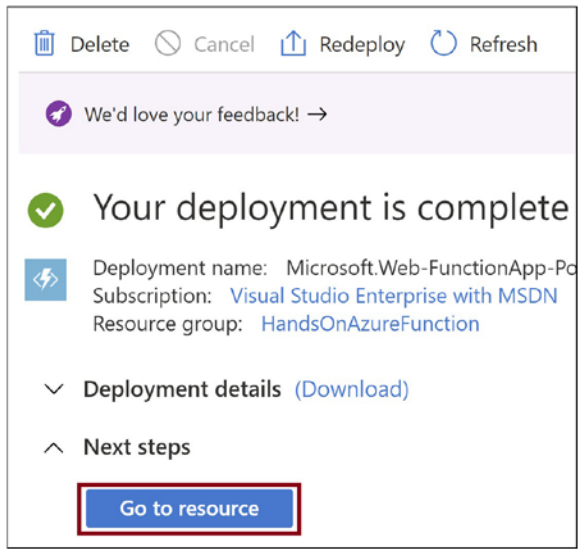 Delete Cancel Redeploy Refresh
We'd love your feedback! →
Your deployment is complete
Deployment name: Microsoft.Web-FunctionApp-Po
Subscription: Visual Studio Enterprise with MSDN
Resource group: HandsOnAzureFunction
Deployment details (Download)
Next steps
Go to resource